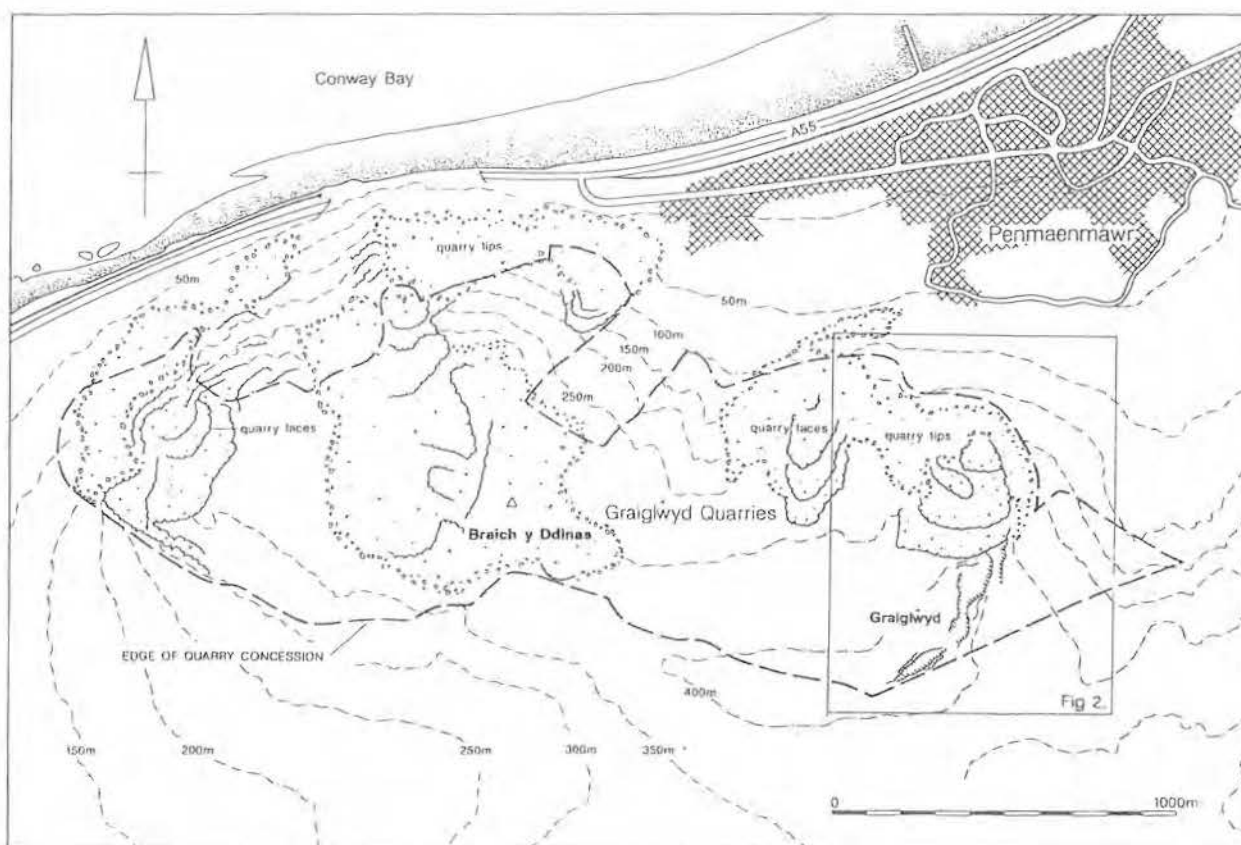 Conway Bay
A55
Penmaenmawr
quarry tips
50m
50m
100m
150m
200m
250m
quarry faces
quarry faces
quarry tips
Graiglwyd Quarries
Braich y Ddinas
Graiglwyd
EDGE OF QUARRY CONCESSION
400m
Fig 2.
150m
200m
250m
300m
350m
0
1000m